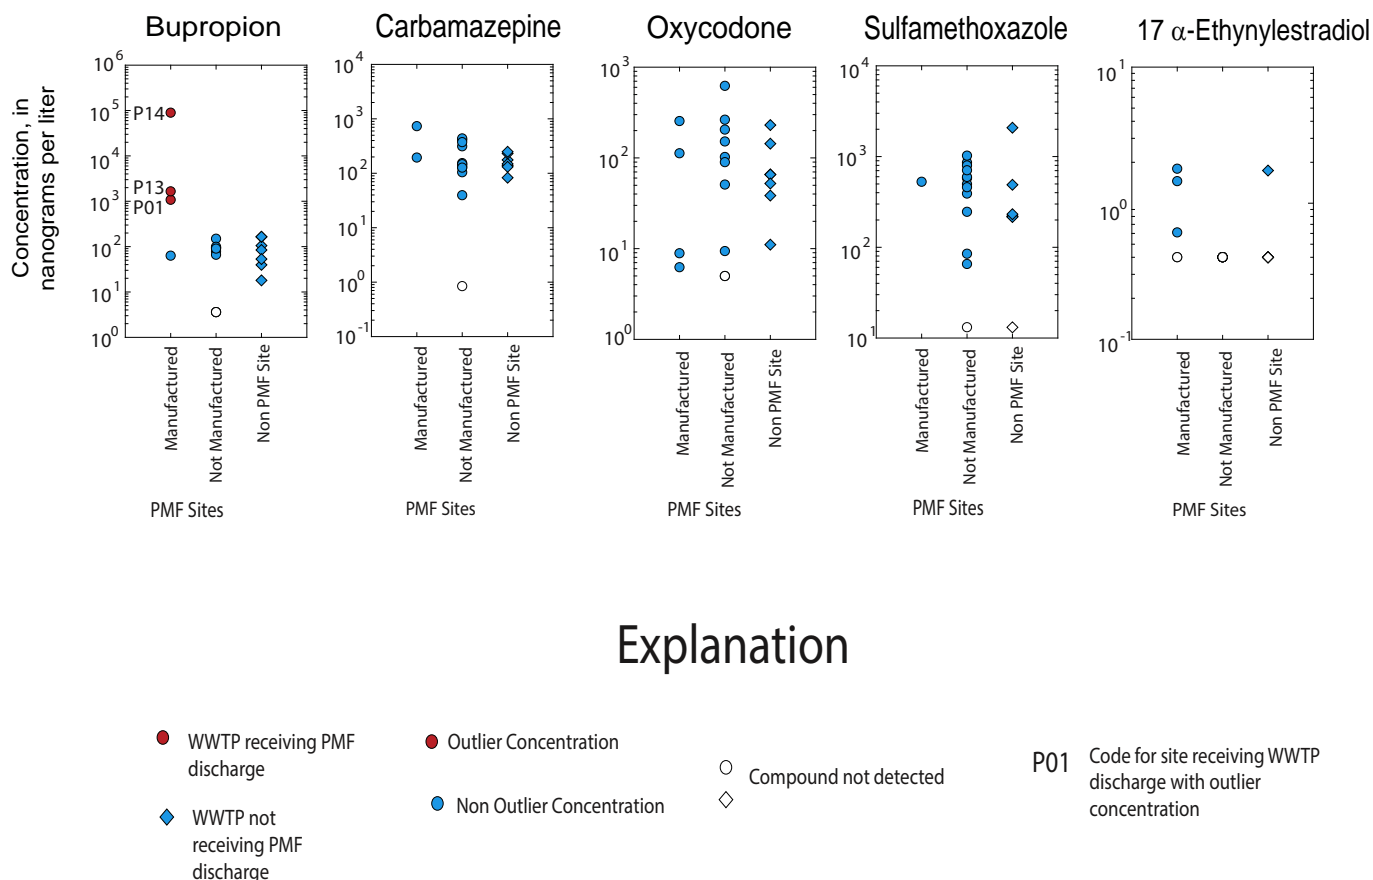 Bupropion
Carbamazepine
Oxycodone
Sulfamethoxazole
17 α-Ethynylestradiol
Concentration, in
nanograms per liter
10^6
10^5
10^4
10^3
10^2
10^1
10^0
P14
P13
P01
Manufactured
Not Manufactured
Non PMF Site
PMF Sites
10^4
10^3
10^2
10^1
10^0
10^-1
Manufactured
Not Manufactured
Non PMF Site
PMF Sites
10^3
10^2
10^1
10^0
Manufactured
Not Manufactured
Non PMF Site
PMF Sites
10^4
10^3
10^2
10^1
Manufactured
Not Manufactured
Non PMF Site
PMF Sites
10^1
10^0
10^-1
Manufactured
Not Manufactured
Non PMF Site
PMF Sites
Explanation
WWTP receiving PMF
discharge
WWTP not
receiving PMF
discharge
Outlier Concentration
Non Outlier Concentration
Compound not detected
P01
Code for site receiving WWTP
discharge with outlier
concentration